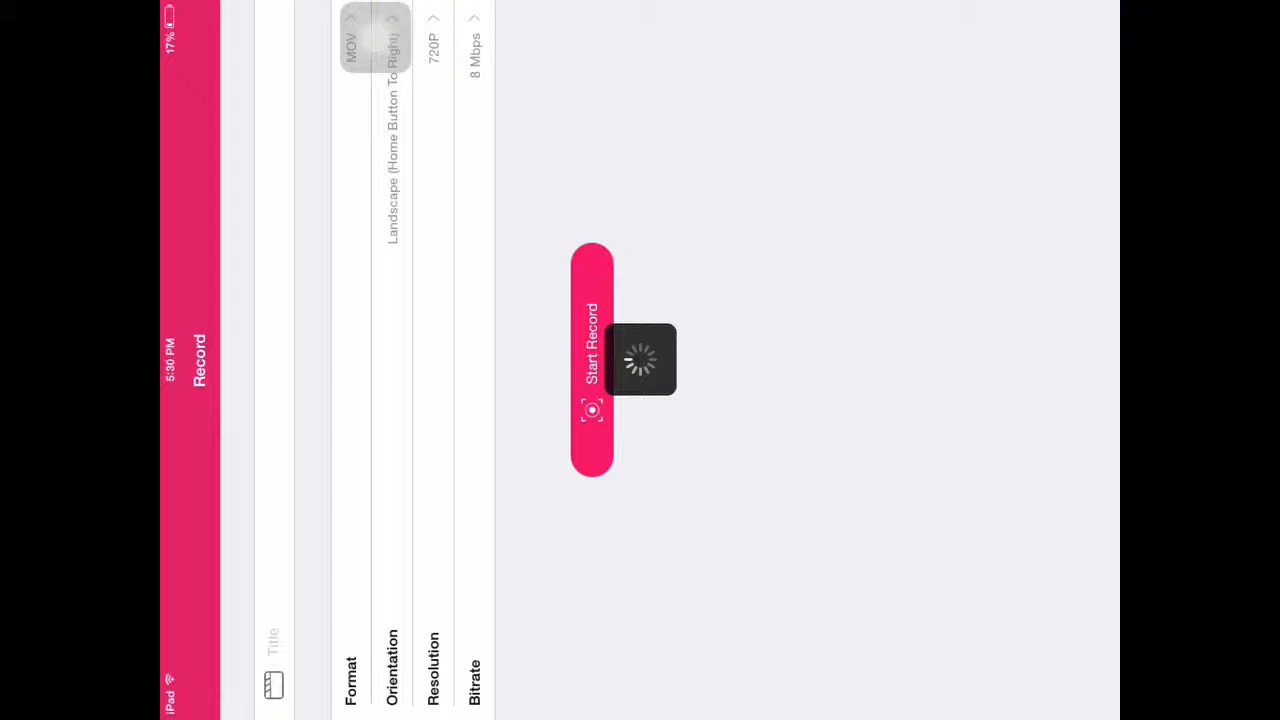 iPad 5:30 PM 17%
Record
Title
Format MOV
Orientation Landscape (Home Button To Right)
Resolution 720P
Bitrate 8 Mbps
Start Record